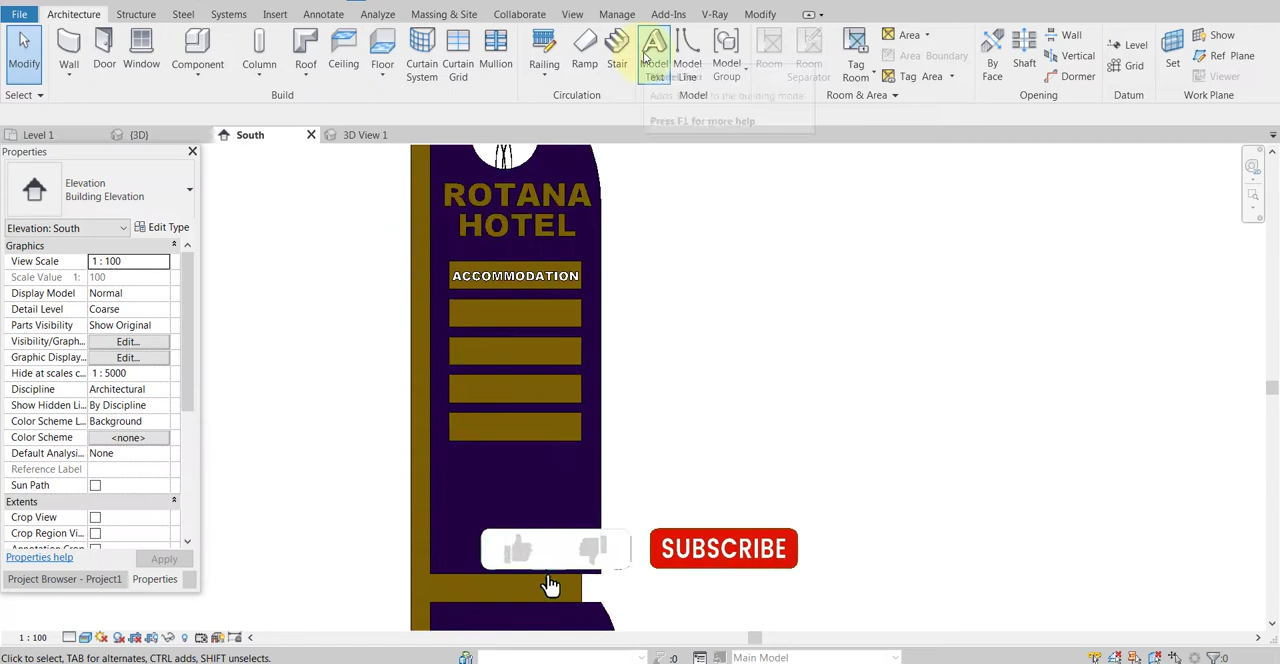 File Architecture Structure Steel Systems Insert Annotate Analyze Massing & Site Collaborate View Manage Add-Ins V-Ray Modify
Modify Wall Door Window Component Column Roof Ceiling Floor Curtain System Curtain Grid Mullion Railing Ramp Stair Model Text Model Line Model Group Room Room Separator Tag Room
Area
Area Boundary
Tag Area
By Face Shaft
Wall
Vertical
Dormer
Level
Grid
Set
Show
Ref Plane
Viewer
Select Build Circulation Model Room & Area Opening Datum Work Plane
Press F1 for more help
Level 1 {3D} South 3D View 1
Properties
Elevation
Building Elevation
Elevation: South Edit Type
Graphics
View Scale 1 : 100
Scale Value 1: 100
Display Model Normal
Detail Level Coarse
Parts Visibility Show Original
Visibility/Graph... Edit...
Graphic Display... Edit...
Hide at scales c... 1 : 5000
Discipline Architectural
Show Hidden Li... By Discipline
Color Scheme L... Background
Color Scheme <none>
Default Analysi... None
Reference Label
Sun Path
Extents
Crop View
Crop Region Vi...
Properties help Apply
Project Browser - Project1 Properties
ROTANA
HOTEL
ACCOMMODATION
SUBSCRIBE
1 : 100
Click to select, TAB for alternates, CTRL adds, SHIFT unselects.
:0 Main Model :0